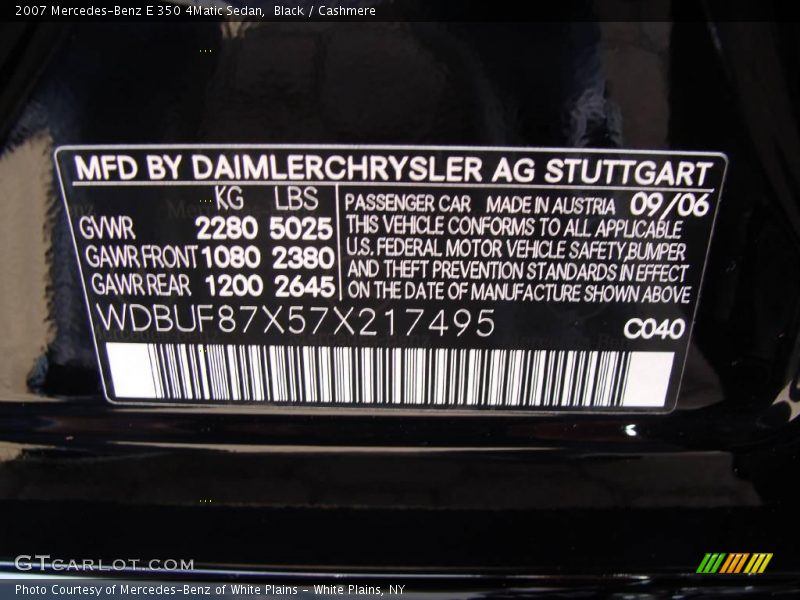 2007 Mercedes-Benz E 350 4Matic Sedan,  Black / Cashmere
MFD BY DAIMLERCHRYSLER AG STUTTGART
KG LBS
GVWR 2280 5025
GAWR FRONT 1080 2380
GAWR REAR 1200 2645
PASSENGER CAR MADE IN AUSTRIA 09/06
THIS VEHICLE CONFORMS TO ALL APPLICABLE
U.S. FEDERAL MOTOR VEHICLE SAFETY, BUMPER
AND THEFT PREVENTION STANDARDS IN EFFECT
ON THE DATE OF MANUFACTURE SHOWN ABOVE
WDBUF87X57X217495
C040
GTCARLOT.COM
Photo Courtesy of Mercedes-Benz of White Plains - White Plains, NY